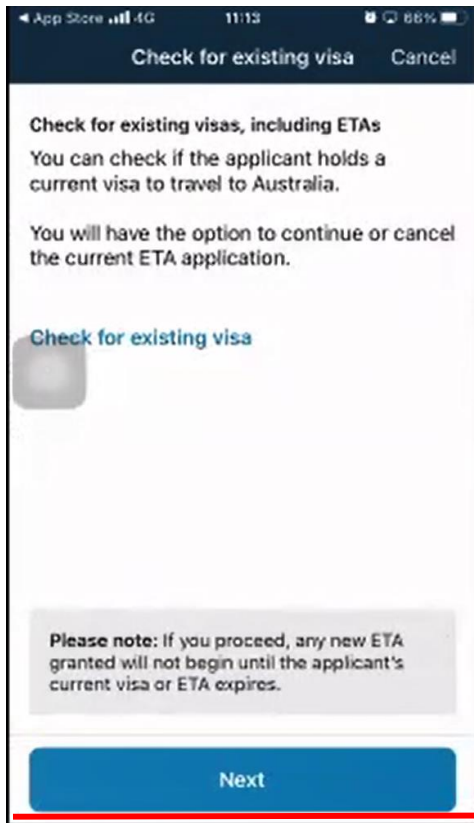 App Store 4G 11:13 66%
Check for existing visa Cancel
Check for existing visas, including ETAs
You can check if the applicant holds a
current visa to travel to Australia.
You will have the option to continue or cancel
the current ETA application.
Check for existing visa
Please note: If you proceed, any new ETA
granted will not begin until the applicant's
current visa or ETA expires.
Next